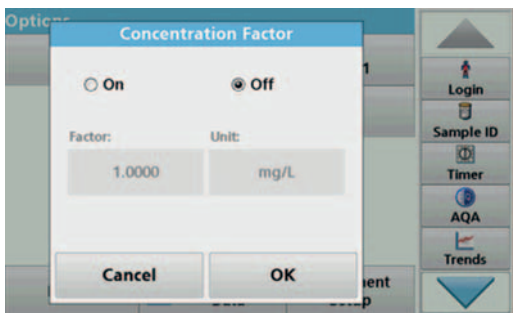 Concentration Factor
On
Off
Factor:
Unit:
1.0000
mg/L
Cancel
OK
Login
Sample ID
Timer
AQA
Trends